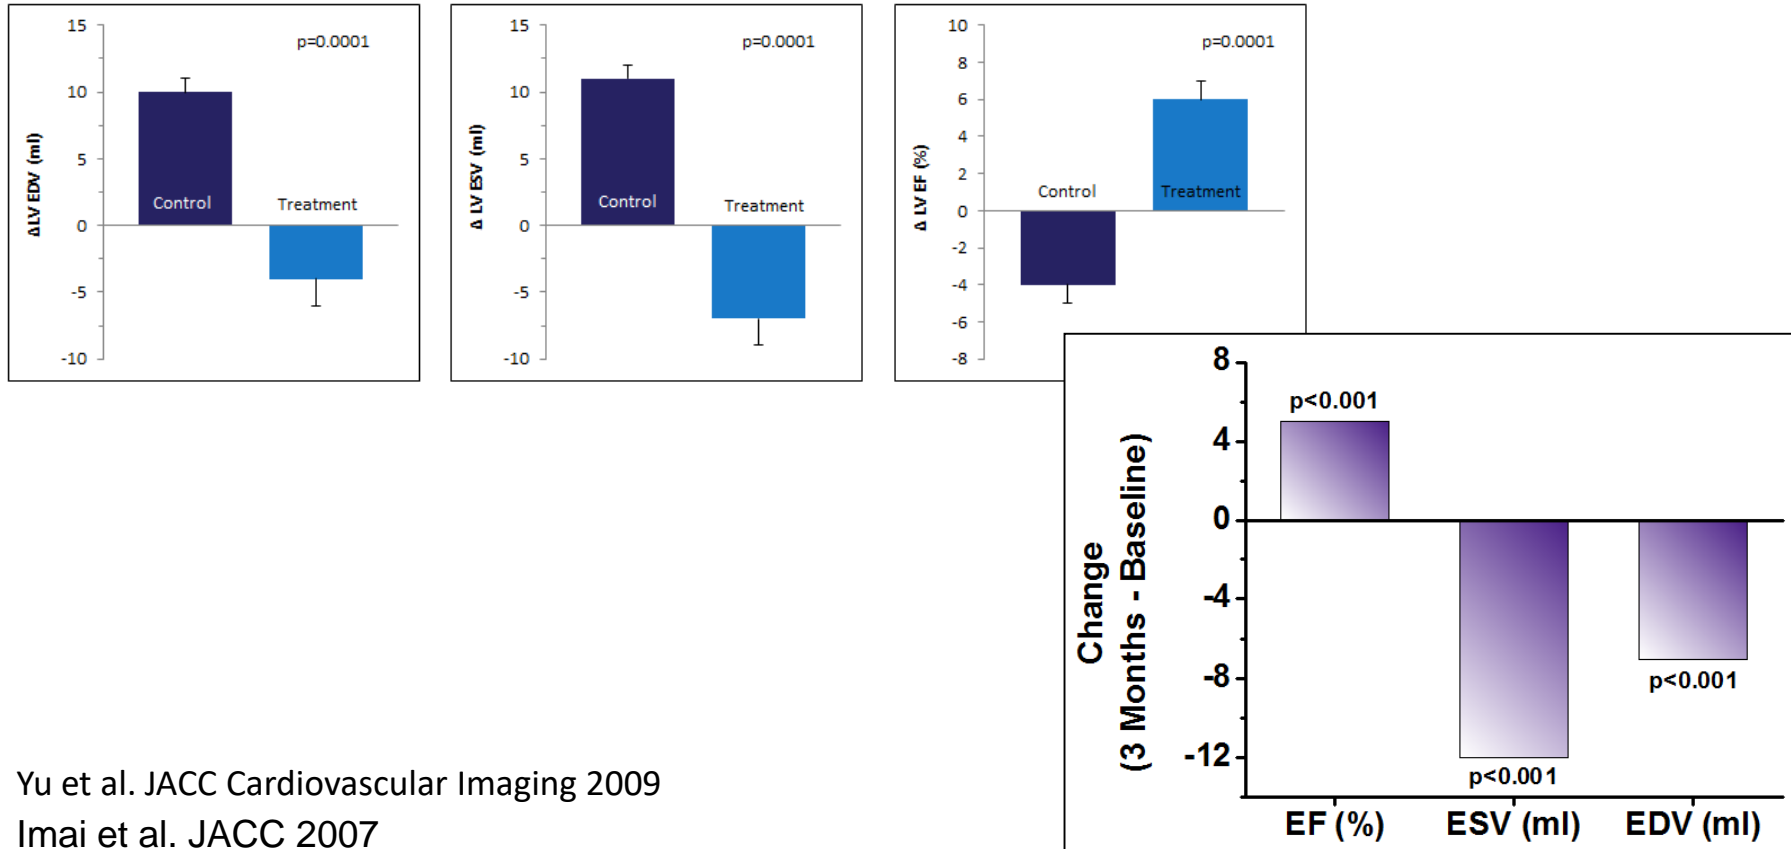 15
10
5
0
-5
-10
ΔLV EDV (ml)
p=0.0001
Control
Treatment
15
10
5
0
-5
-10
Δ LV ESV (ml)
p=0.0001
Control
Treatment
10
8
6
4
2
0
-2
-4
-6
-8
Δ LV EF (%)
p=0.0001
Control
Treatment
8
4
0
-4
-8
-12
Change
(3 Months - Baseline)
p<0.001
p<0.001
p<0.001
EF (%) ESV (ml) EDV (ml)
Yu et al. JACC Cardiovascular Imaging 2009
Imai et al. JACC 2007